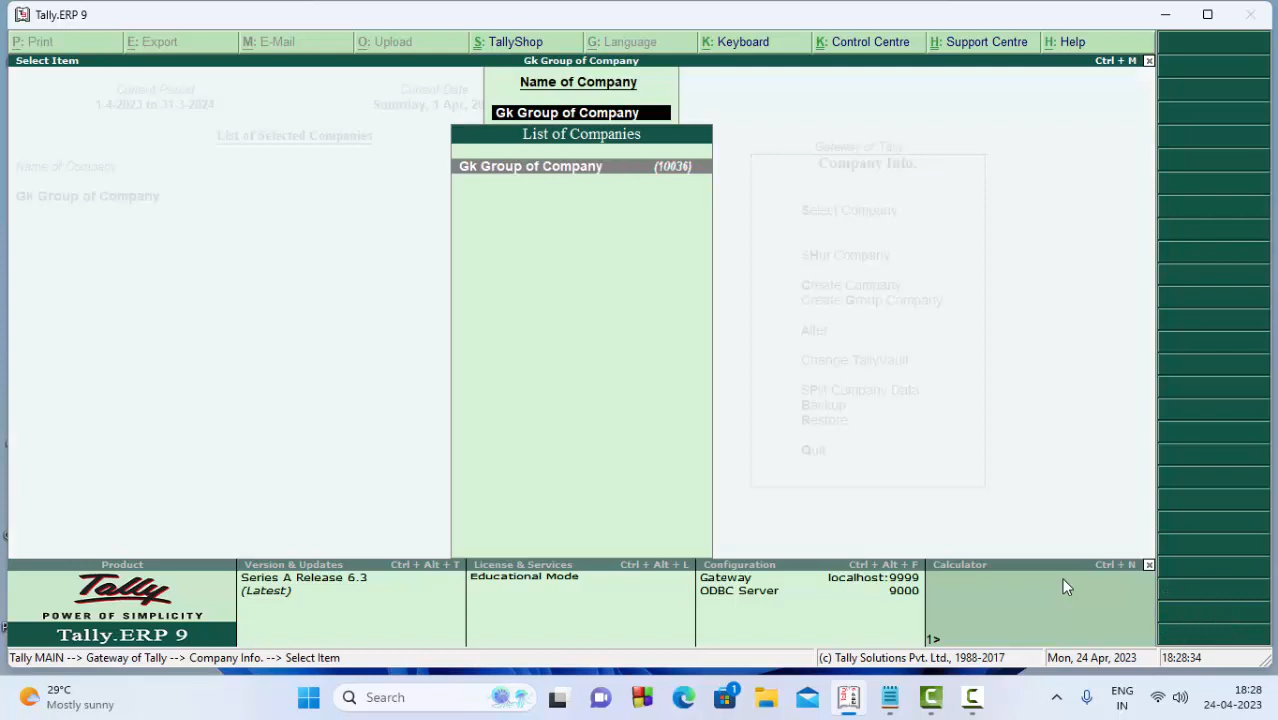 Tally.ERP 9
P: Print E: Export M: E-Mail O: Upload S: TallyShop G: Language K: Keyboard K: Control Centre H: Support Centre H: Help
Select Item Gk Group of Company Ctrl + M
Name of Company
Gk Group of Company
Current Period Current Date
1-4-2023 to 31-3-2024 Sunday, 1 Apr, 20
List of Selected Companies
Name of Company
Gk Group of Company
List of Companies
Gk Group of Company (10036)
Gateway of Tally
Company Info.
Select Company
sHut Company
Create Company
Create Group Company
Alter
Change TallyVault
SPlit Company Data
Backup
Restore
Quit
Product
Tally
POWER OF SIMPLICITY
Tally.ERP 9
Version & Updates Ctrl + Alt + T
Series A Release 6.3
(Latest)
License & Services Ctrl + Alt + L
Educational Mode
Configuration Ctrl + Alt + F
Gateway localhost:9999
ODBC Server 9000
Calculator Ctrl + N
1>
Tally MAIN --> Gateway of Tally --> Company Info. --> Select Item (c) Tally Solutions Pvt. Ltd., 1988-2017 Mon, 24 Apr, 2023 18:28:34
29°C
Mostly sunny
Search
1
ENG
IN
18:28
24-04-2023